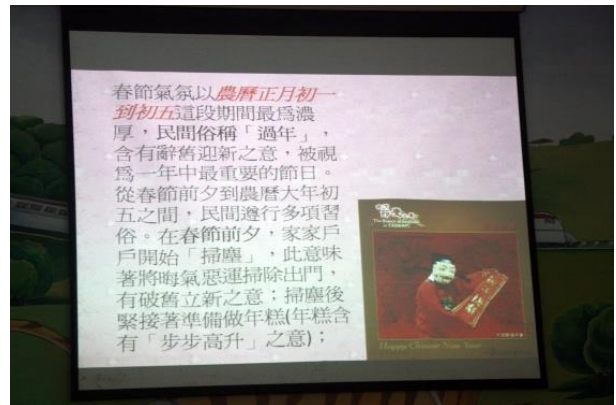 春節氣氛以農曆正月初一
到初五這段期間最爲濃
厚，民間俗稱「過年」，
含有辭舊迎新之意，被視
爲一年中最重要的節日。
從春節前夕到農曆大年初
五之間，民間遵行多項習
俗。在春節前夕，家家戶
戶開始「掃塵」，此意味
著將晦氣惡運掃除出門，
有破舊立新之意；掃塵後
緊接著準備做年糕(年糕含
有「步步高升」之意)；
Happy Chinese New Year